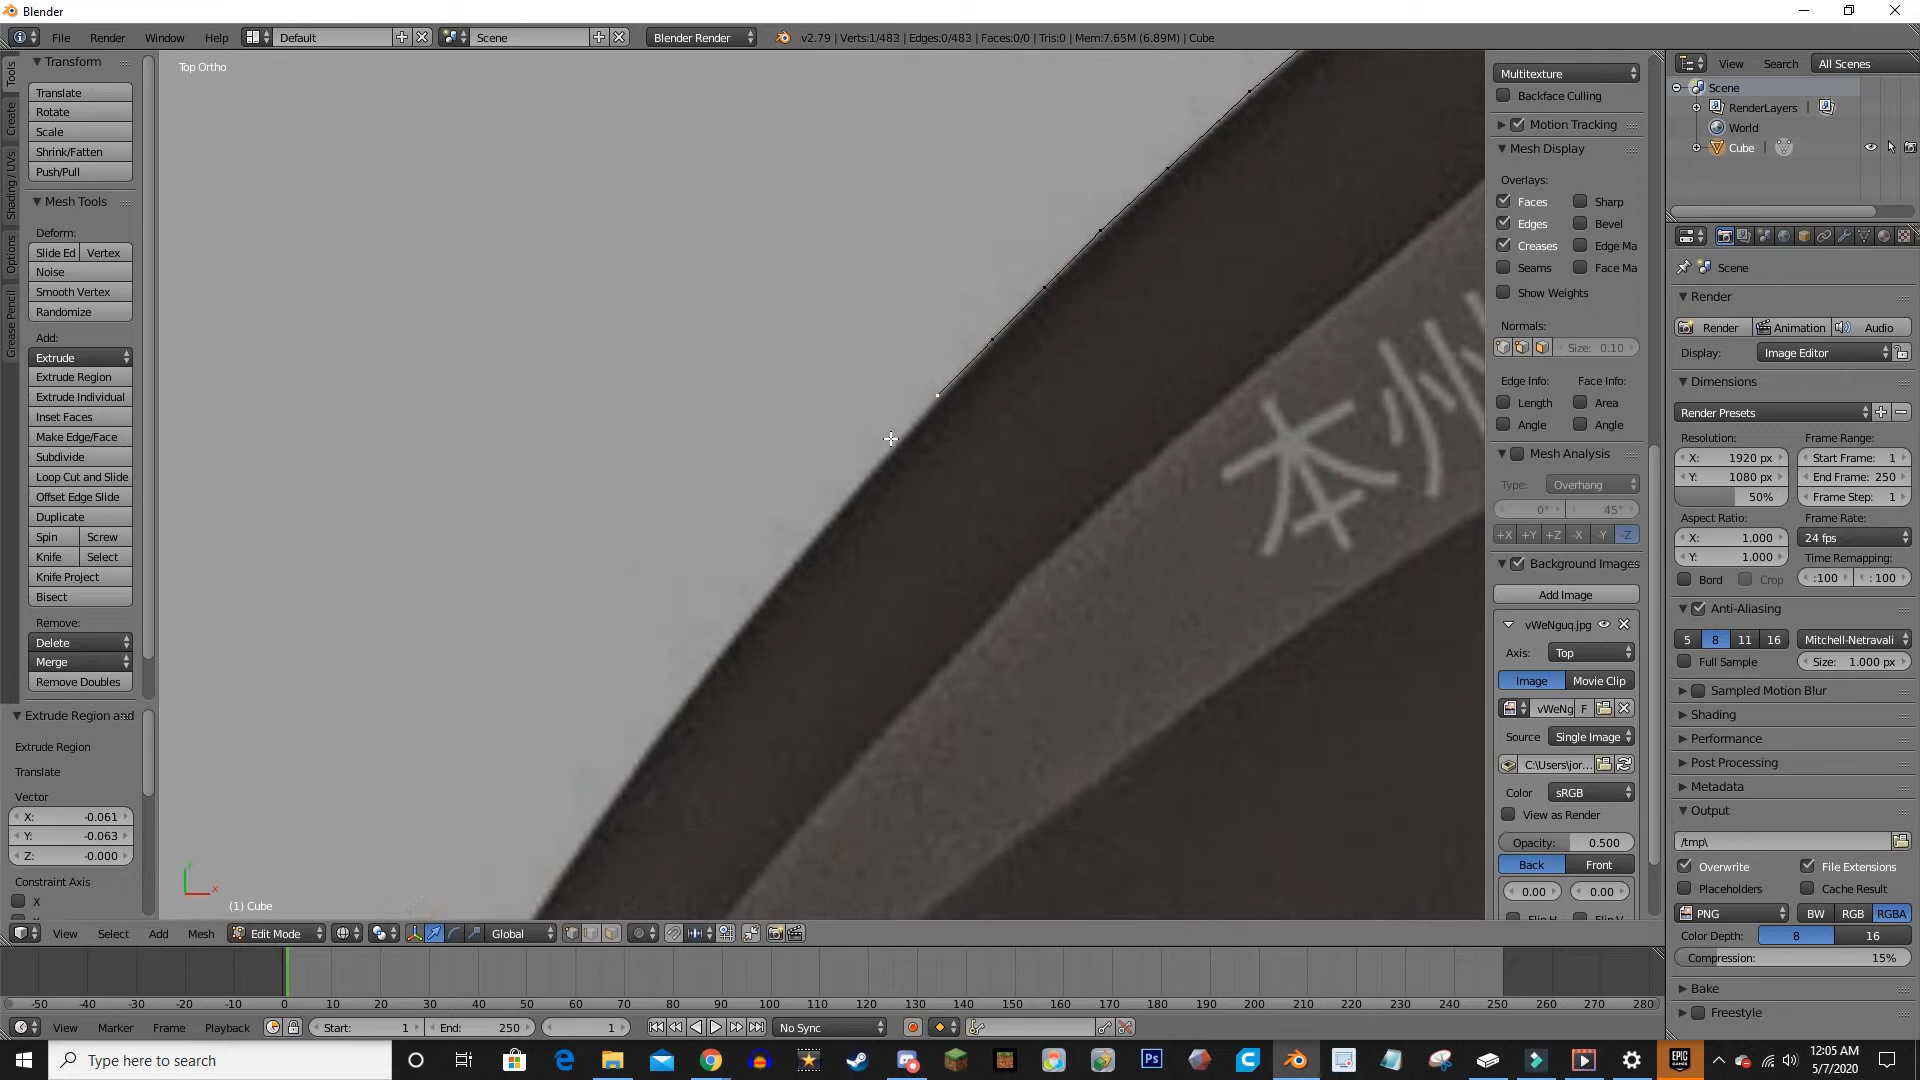 Blender
File Render Window Help Default Scene Blender Render v2.79 | Verts:1/483 | Edges:0/483 | Faces:0/0 | Tris:0 | Mem:7.65M (6.89M) | Cube
Top Ortho
Tools
Create
Shading / UVs
Options
Grease Pencil
Transform
Translate
Rotate
Scale
Shrink/Fatten
Push/Pull
Mesh Tools
Deform:
Slide Ed Vertex
Noise
Smooth Vertex
Randomize
Add:
Extrude
Extrude Region
Extrude Individual
Inset Faces
Make Edge/Face
Subdivide
Loop Cut and Slide
Offset Edge Slide
Duplicate
Spin Screw
Knife Select
Knife Project
Bisect
Remove:
Delete
Merge
Remove Doubles
Extrude Region and
Extrude Region
Translate
Vector
X: -0.061
Y: -0.063
Z: -0.000
Constraint Axis
X
本州
x
(1) Cube
Multitexture
Backface Culling
Motion Tracking
Mesh Display
Overlays:
Faces Sharp
Edges Bevel
Creases Edge Ma
Seams Face Ma
Show Weights
Normals:
Size: 0.10
Edge Info: Face Info:
Length Area
Angle Angle
Mesh Analysis
Type: Overhang
0° 45°
+X +Y +Z -X -Y -Z
Background Images
Add Image
vWeNguq.jpg
Axis: Top
Image Movie Clip
vWeNg F
Source Single Image
C:\Users\jor...
Color sRGB
View as Render
Opacity: 0.500
Back Front
0.00 0.00
View Search All Scenes
Scene
RenderLayers
World
Cube
Scene
Render
Render Animation Audio
Display: Image Editor
Dimensions
Render Presets
Resolution: Frame Range:
X: 1920 px Start Frame: 1
Y: 1080 px End Frame: 250
50% Frame Step: 1
Aspect Ratio: Frame Rate:
X: 1.000 24 fps
Y: 1.000 Time Remapping:
Bord Crop :100 : 100
Anti-Aliasing
5 8 11 16 Mitchell-Netravali
Full Sample Size: 1.000 px
Sampled Motion Blur
Shading
Performance
Post Processing
Metadata
Output
/tmp\
Overwrite File Extensions
Placeholders Cache Result
PNG BW RGB RGBA
Color Depth: 8 16
Compression: 15%
Bake
Freestyle
View Select Add Mesh Edit Mode Global
-50 -40 -30 -20 -10 0 10 20 30 40 50 60 70 80 90 100 110 120 130 140 150 160 170 180 190 200 210 220 230 240 250 260 270 280
View Marker Frame Playback Start: 1 End: 250 1 No Sync
Type here to search
Ps
EPIC GAMES
12:05 AM
5/7/2020